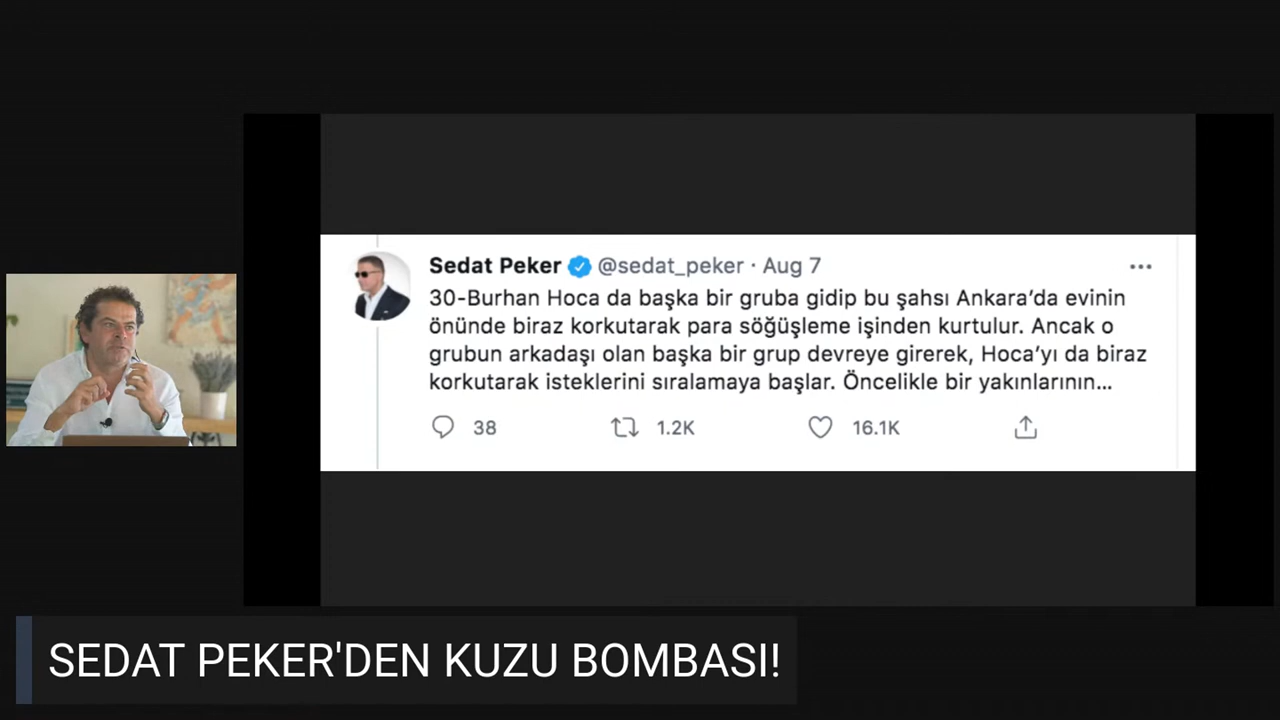 Sedat Peker @sedat_peker · Aug 7
30-Burhan Hoca da başka bir gruba gidip bu şahsı Ankara’da evinin
önünde biraz korkutarak para söğüşleme işinden kurtulur. Ancak o
grubun arkadaşı olan başka bir grup devreye girerek, Hoca’yı da biraz
korkutarak isteklerini sıralamaya başlar. Öncelikle bir yakınlarının...
38 1.2K 16.1K
SEDAT PEKER'DEN KUZU BOMBASI!